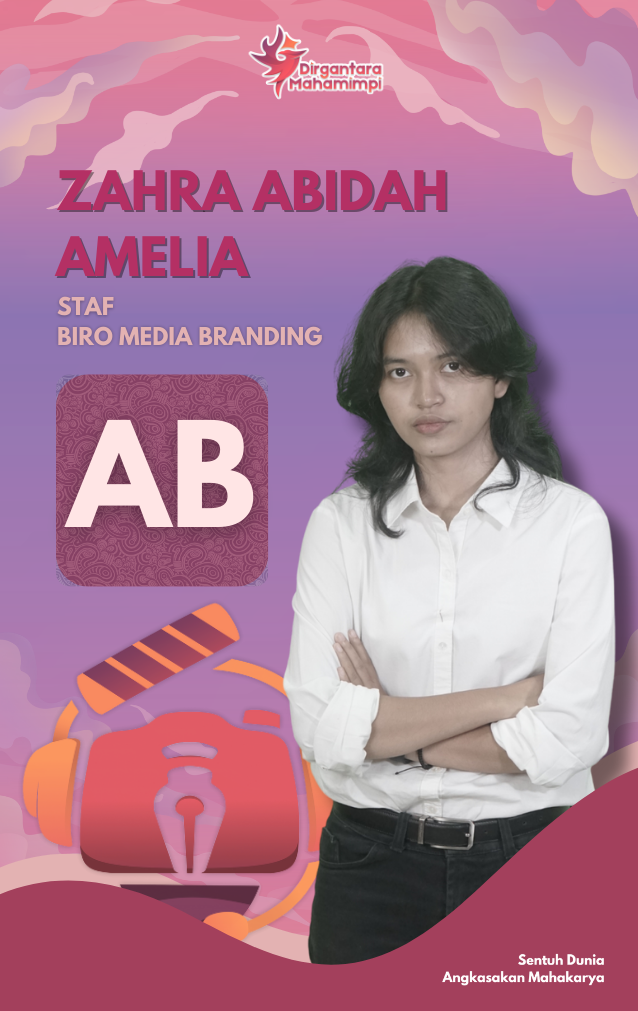 Dirgantara
Mahamimpi
ZAHRA ABIDAH
AMELIA
STAF
BIRO MEDIA BRANDING
AB
Sentuh Dunia
Angkasakan Mahakarya